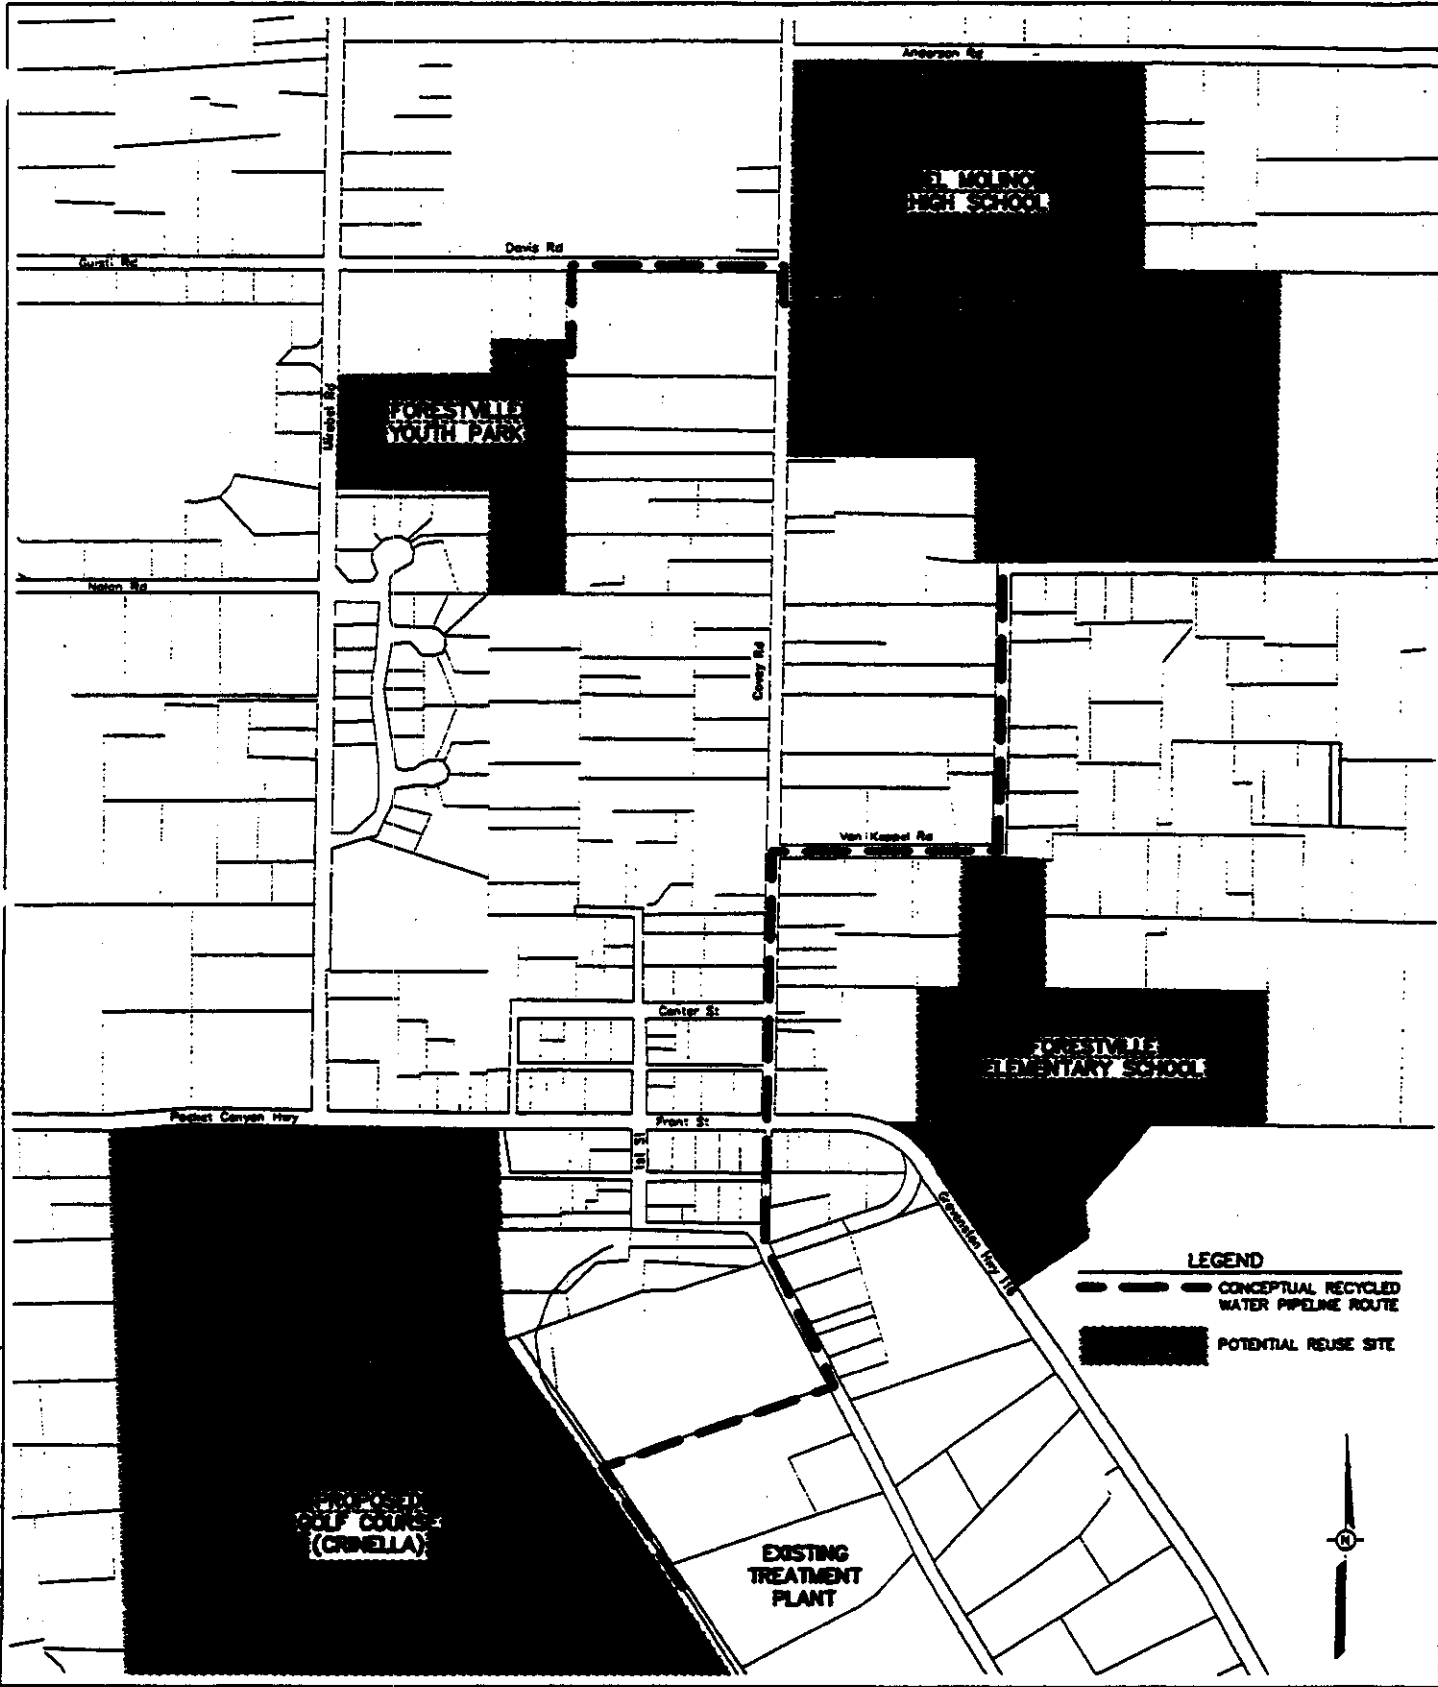 Anderson Rd
EL MOLINO
HIGH SCHOOL
Davis Rd
Mirabel Rd
FORESTVILLE
YOUTH PARK
Nolan Rd
Covey Rd
Van Keppel Rd
Center St
FORESTVILLE
ELEMENTARY SCHOOL
Pocket Canyon Hwy
Front St
1st St
Gravenstein Hwy 116
LEGEND
CONCEPTUAL RECYCLED
WATER PIPELINE ROUTE
POTENTIAL REUSE SITE
PROPOSED
GOLF COURSE
(CRINELLA)
EXISTING
TREATMENT
PLANT
N